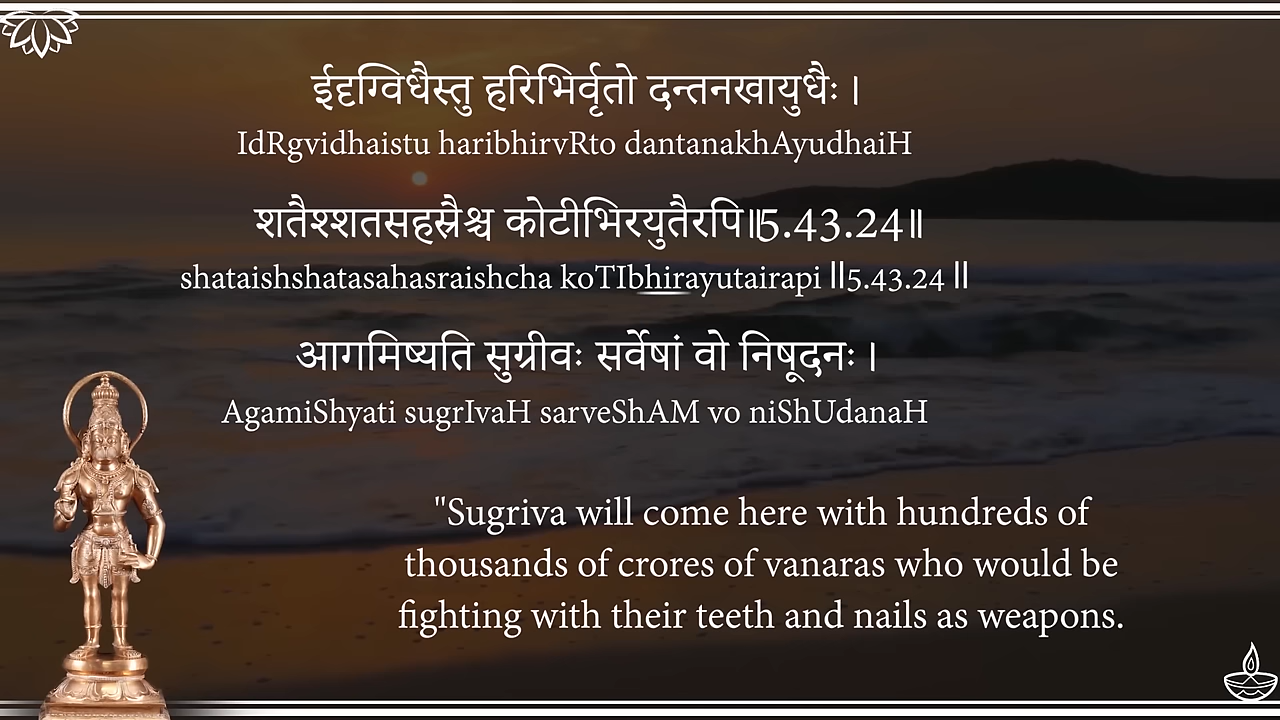 ईदृग्विधैस्तु हरिभिर्वृतो दन्तनखायुधैः ।
IdRgvidhaistu haribhirvRto dantanakhAyudhaiH
शतैश्शतसहस्रैश्च कोटीभिरयुतैरपि॥5.43.24॥
shataishshatasahasraishcha koTIbhirayutairapi ॥5.43.24 ॥
आगमिष्यति सुग्रीवः सर्वेषां वो निषूदनः ।
AgamiShyati sugrIvaH sarveShAM vo niShUdanaH
"Sugriva will come here with hundreds of
thousands of crores of vanaras who would be
fighting with their teeth and nails as weapons.